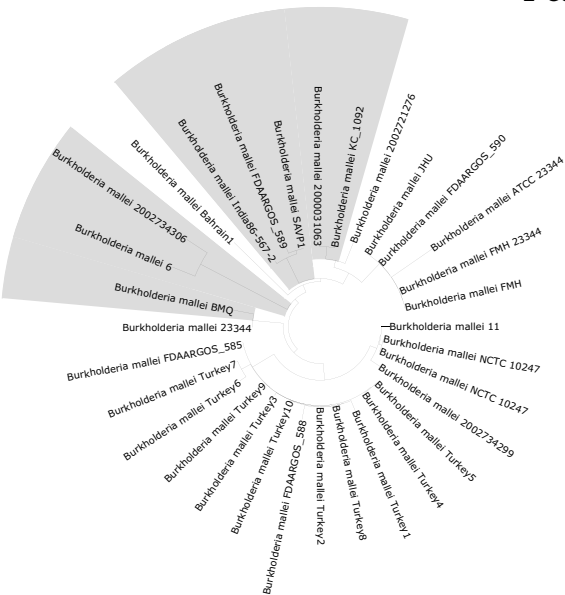 Burkholderia mallei 2002734306
Burkholderia mallei 6
Burkholderia mallei BMQ
Burkholderia mallei Bahrain1
Burkholderia mallei India86-567-2
Burkholderia mallei FDAARGOS_589
Burkholderia mallei SAVP1
Burkholderia mallei 2000031063
Burkholderia mallei KC_1092
Burkholderia mallei 2002721276
Burkholderia mallei JHU
Burkholderia mallei FDAARGOS_590
Burkholderia mallei ATCC 23344
Burkholderia mallei FMH 23344
Burkholderia mallei FMH
Burkholderia mallei 11
Burkholderia mallei NCTC 10247
Burkholderia mallei NCTC 10247
Burkholderia mallei 2002734299
Burkholderia mallei Turkey5
Burkholderia mallei Turkey4
Burkholderia mallei Turkey1
Burkholderia mallei Turkey8
Burkholderia mallei Turkey2
Burkholderia mallei FDAARGOS_588
Burkholderia mallei Turkey10
Burkholderia mallei Turkey3
Burkholderia mallei Turkey9
Burkholderia mallei Turkey6
Burkholderia mallei Turkey7
Burkholderia mallei FDAARGOS_585
Burkholderia mallei 23344